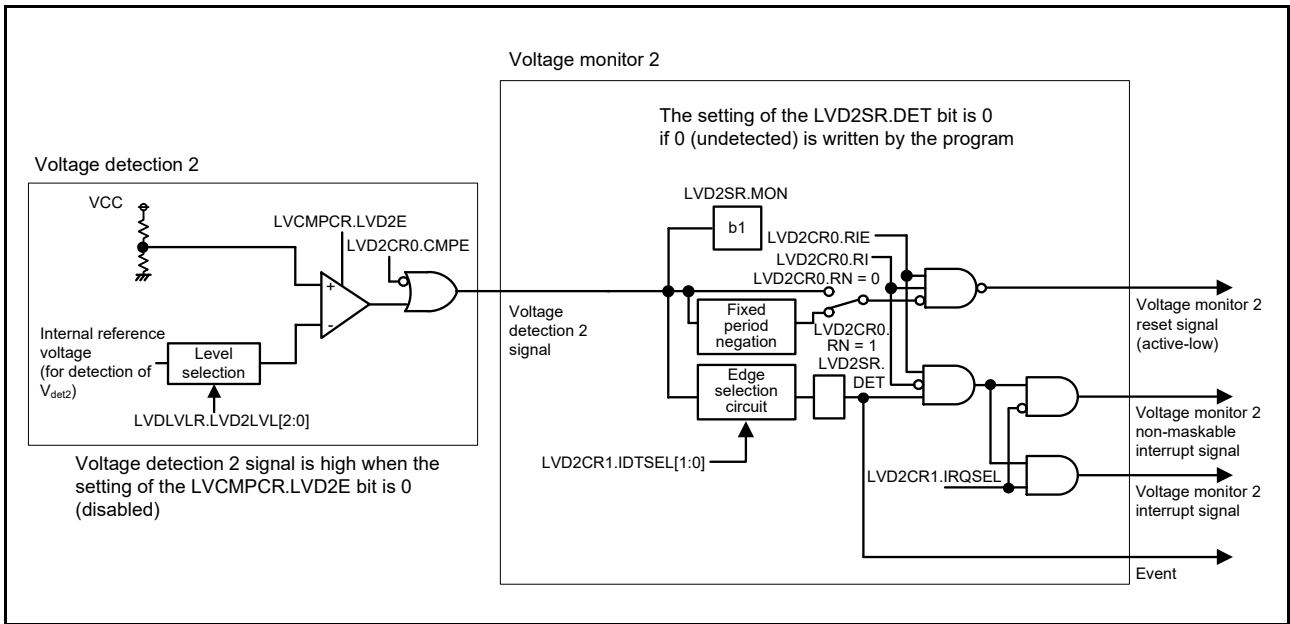 Voltage monitor 2
The setting of the LVD2SR.DET bit is 0
if 0 (undetected) is written by the program
Voltage detection 2
VCC
LVCMPCR.LVD2E
LVD2CR0.CMPE
Internal reference
voltage
(for detection of
Vdet2)
Level
selection
+
-
LVDLVLR.LVD2LVL[2:0]
Voltage detection 2 signal is high when the
setting of the LVCMPCR.LVD2E bit is 0
(disabled)
Voltage
detection 2
signal
LVD2SR.MON
b1
LVD2CR0.RIE
LVD2CR0.RI
LVD2CR0.RN = 0
Fixed
period
negation
LVD2CR0.
RN = 1
LVD2SR.
DET
Edge
selection
circuit
LVD2CR1.IDTSEL[1:0]
LVD2CR1.IRQSEL
Voltage monitor 2
reset signal
(active-low)
Voltage monitor 2
non-maskable
interrupt signal
Voltage monitor 2
interrupt signal
Event